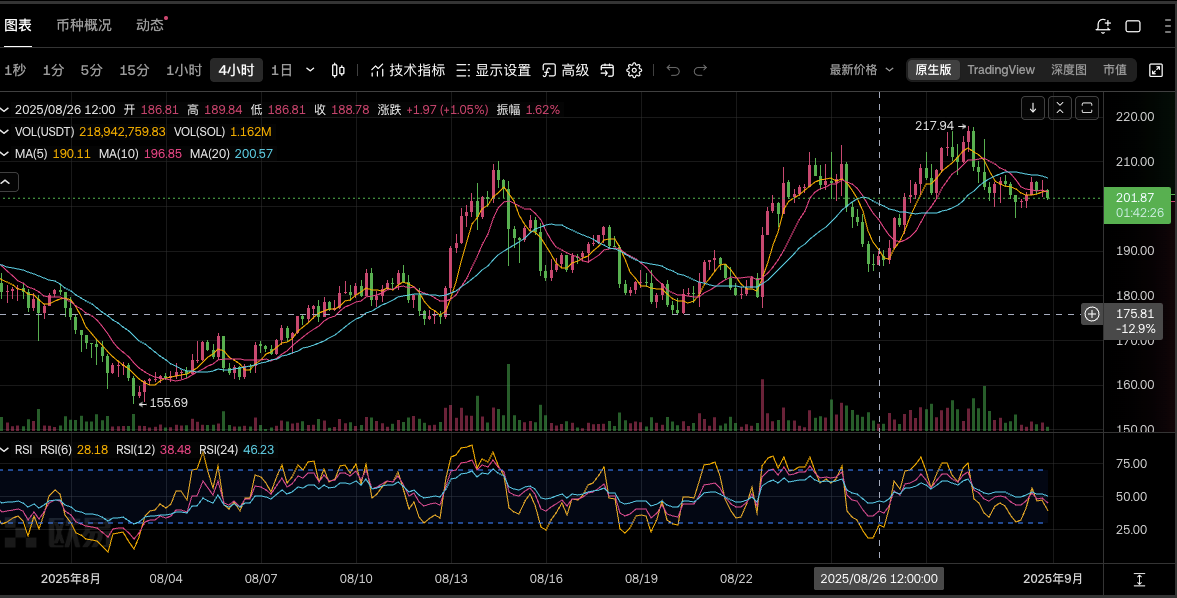 图表 币种概况 动态
1秒 1分 5分 15分 1小时 4小时 1日 技术指标 显示设置 高级 最新价格 原生版 TradingView 深度图 市值
2025/08/26 12:00 开 186.81 高 189.84 低 186.81 收 188.78 涨跌 +1.97 (+1.05%) 振幅 1.62%
VOL(USDT) 218,942,759.83 VOL(SOL) 1.162M
MA(5) 190.11 MA(10) 196.85 MA(20) 200.57
217.94
155.69
220.00
210.00
201.87
01:42:26
190.00
180.00
175.81
-12.9%
170.00
160.00
150.00
RSI RSI(6) 28.18 RSI(12) 38.48 RSI(24) 46.23
75.00
50.00
25.00
欧易
2025年8月 08/04 08/07 08/10 08/13 08/16 08/19 08/22 2025/08/26 12:00:00 2025年9月